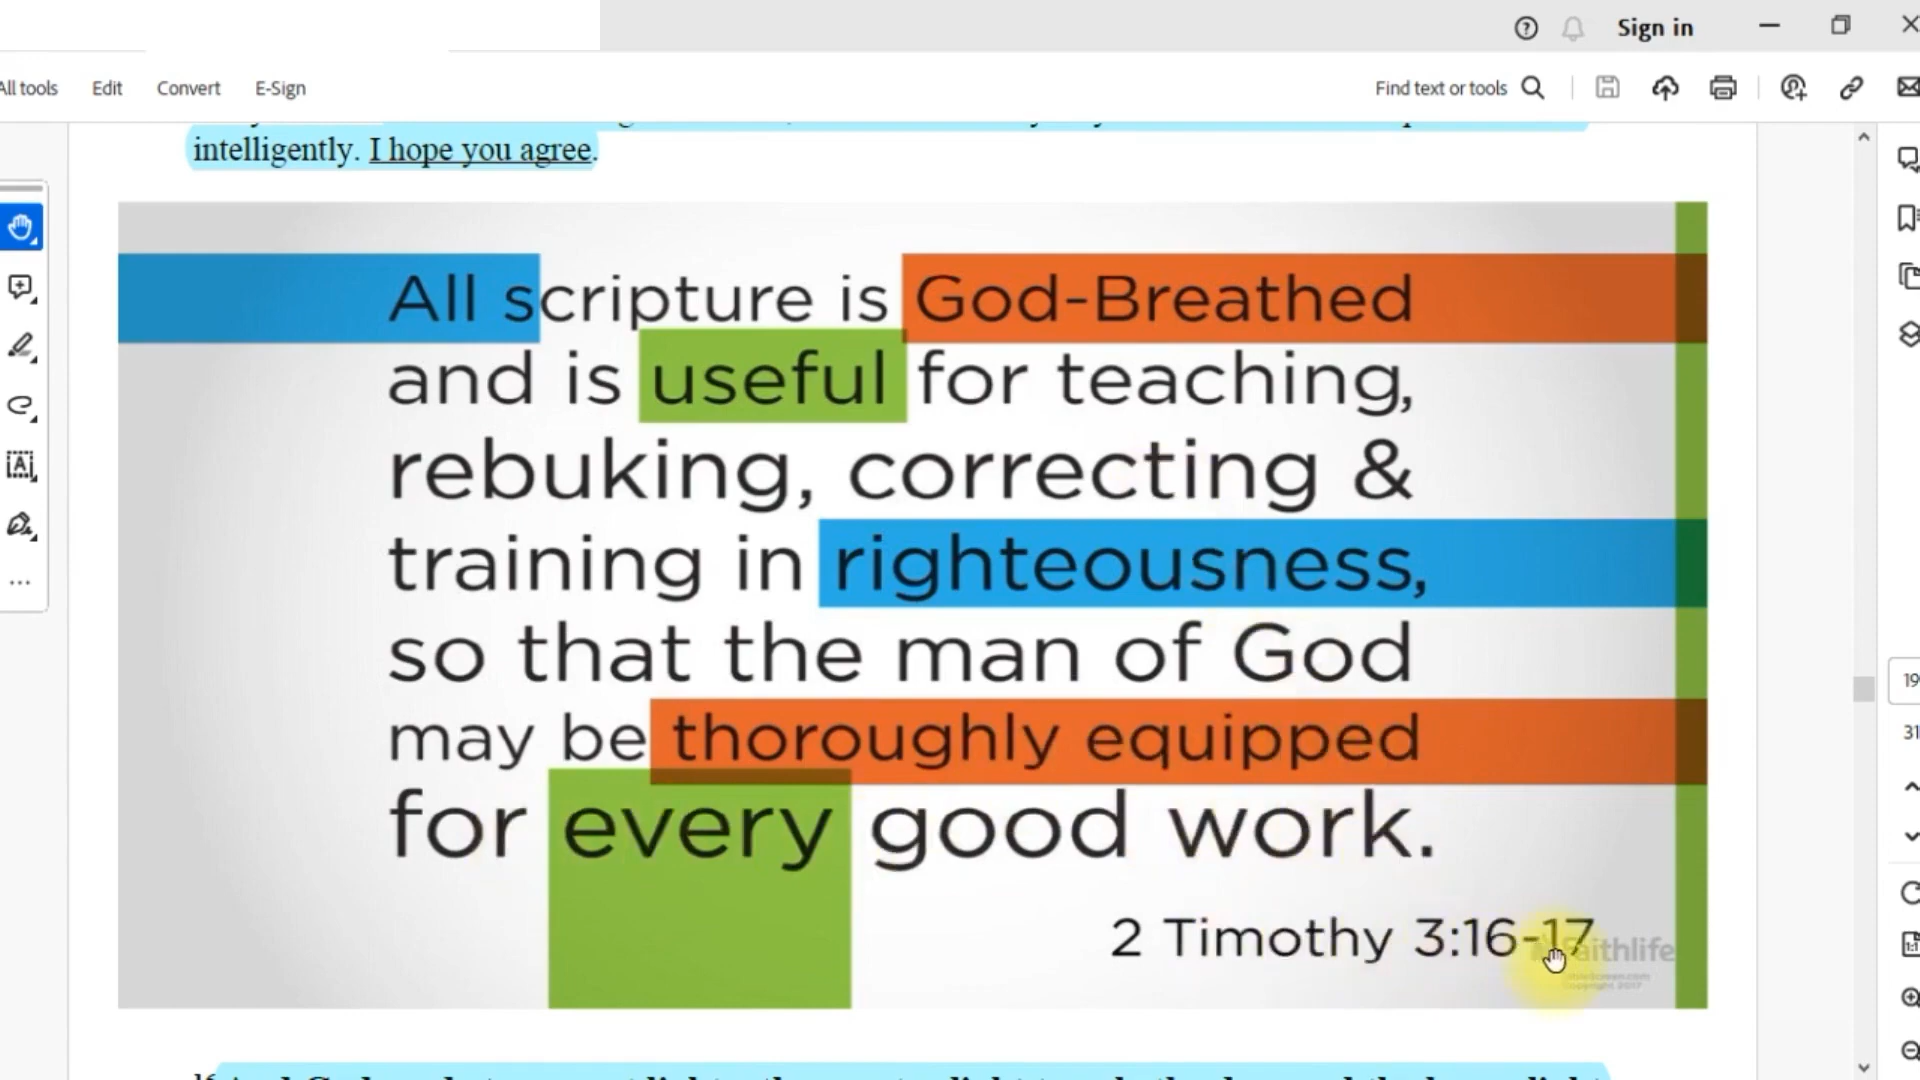 Sign in
All tools Edit Convert E-Sign Find text or tools
intelligently. I hope you agree.
All scripture is God-Breathed
and is useful for teaching,
rebuking, correcting &
training in righteousness,
so that the man of God
may be thoroughly equipped
for every good work.
2 Timothy 3:16-17
Faithlife